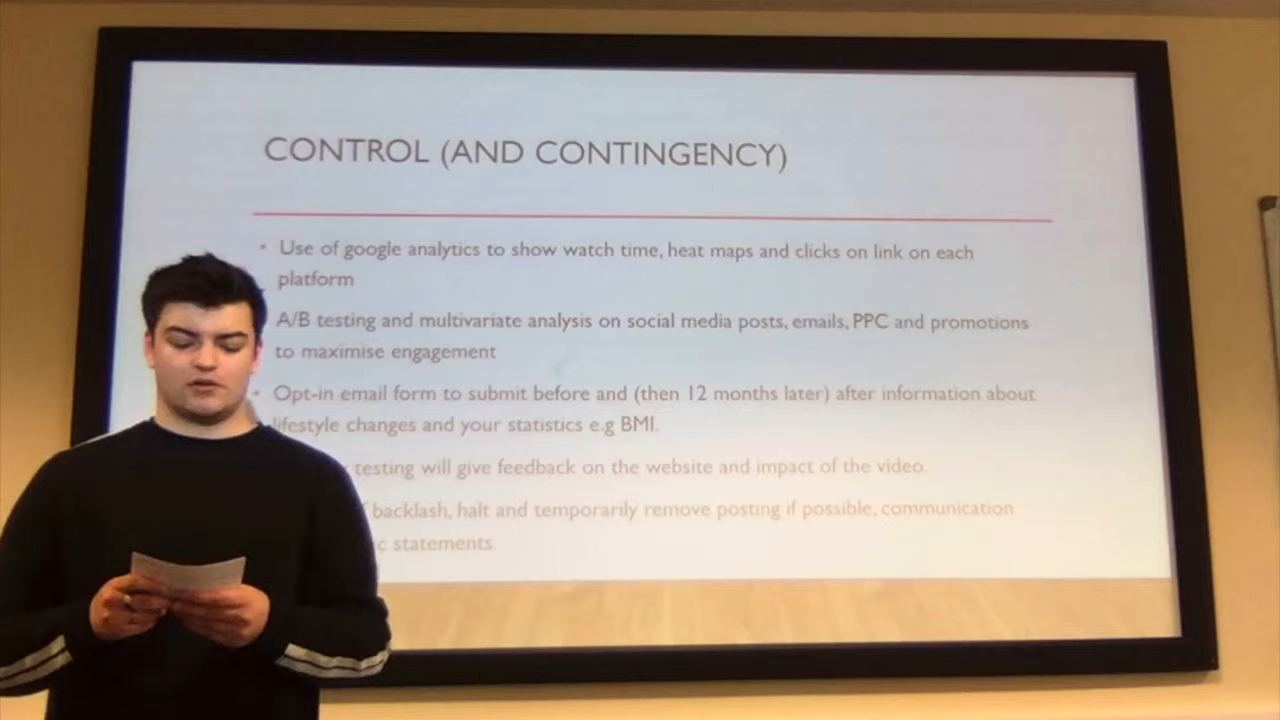 CONTROL (AND CONTINGENCY)
• Use of google analytics to show watch time, heat maps and clicks on link on each
platform
A/B testing and multivariate analysis on social media posts, emails, PPC and promotions
to maximise engagement
• Opt-in email form to submit before and (then 12 months later) after information about
lifestyle changes and your statistics e.g BMI.
testing will give feedback on the website and impact of the video.
backlash, halt and temporarily remove posting if possible, communication
statements.